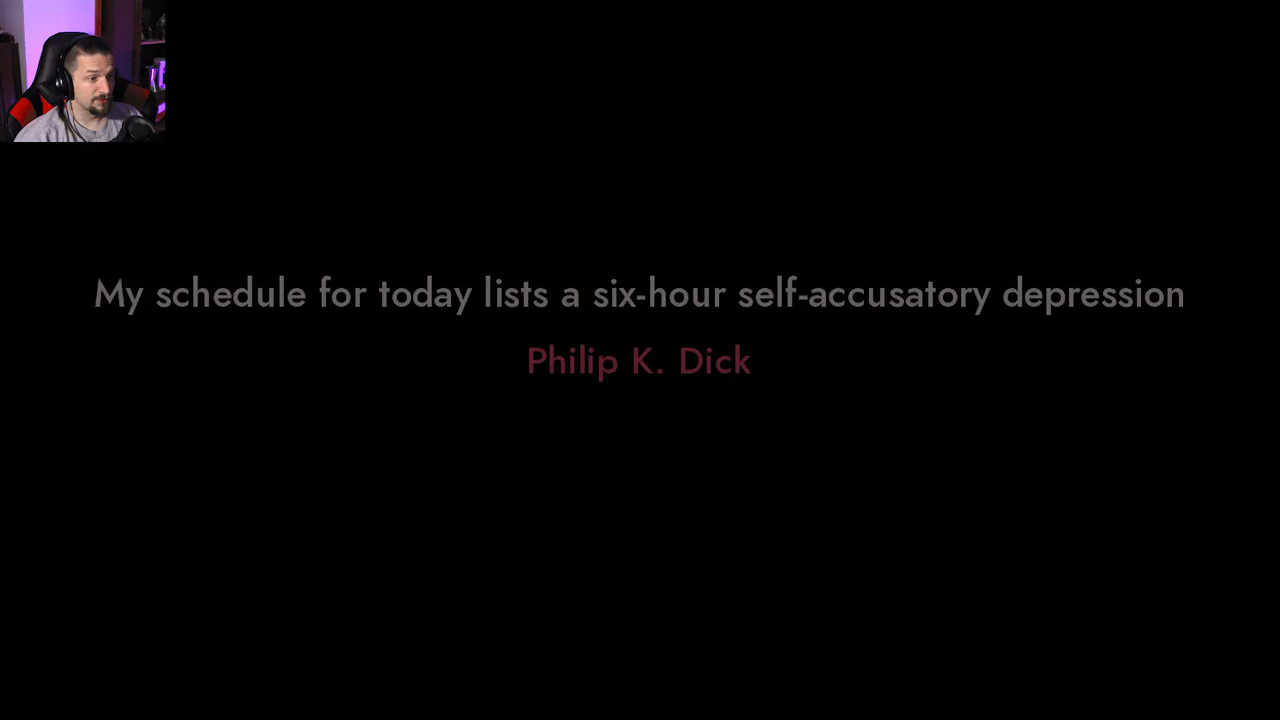 My schedule for today lists a six-hour self-accusatory depression
Philip K. Dick